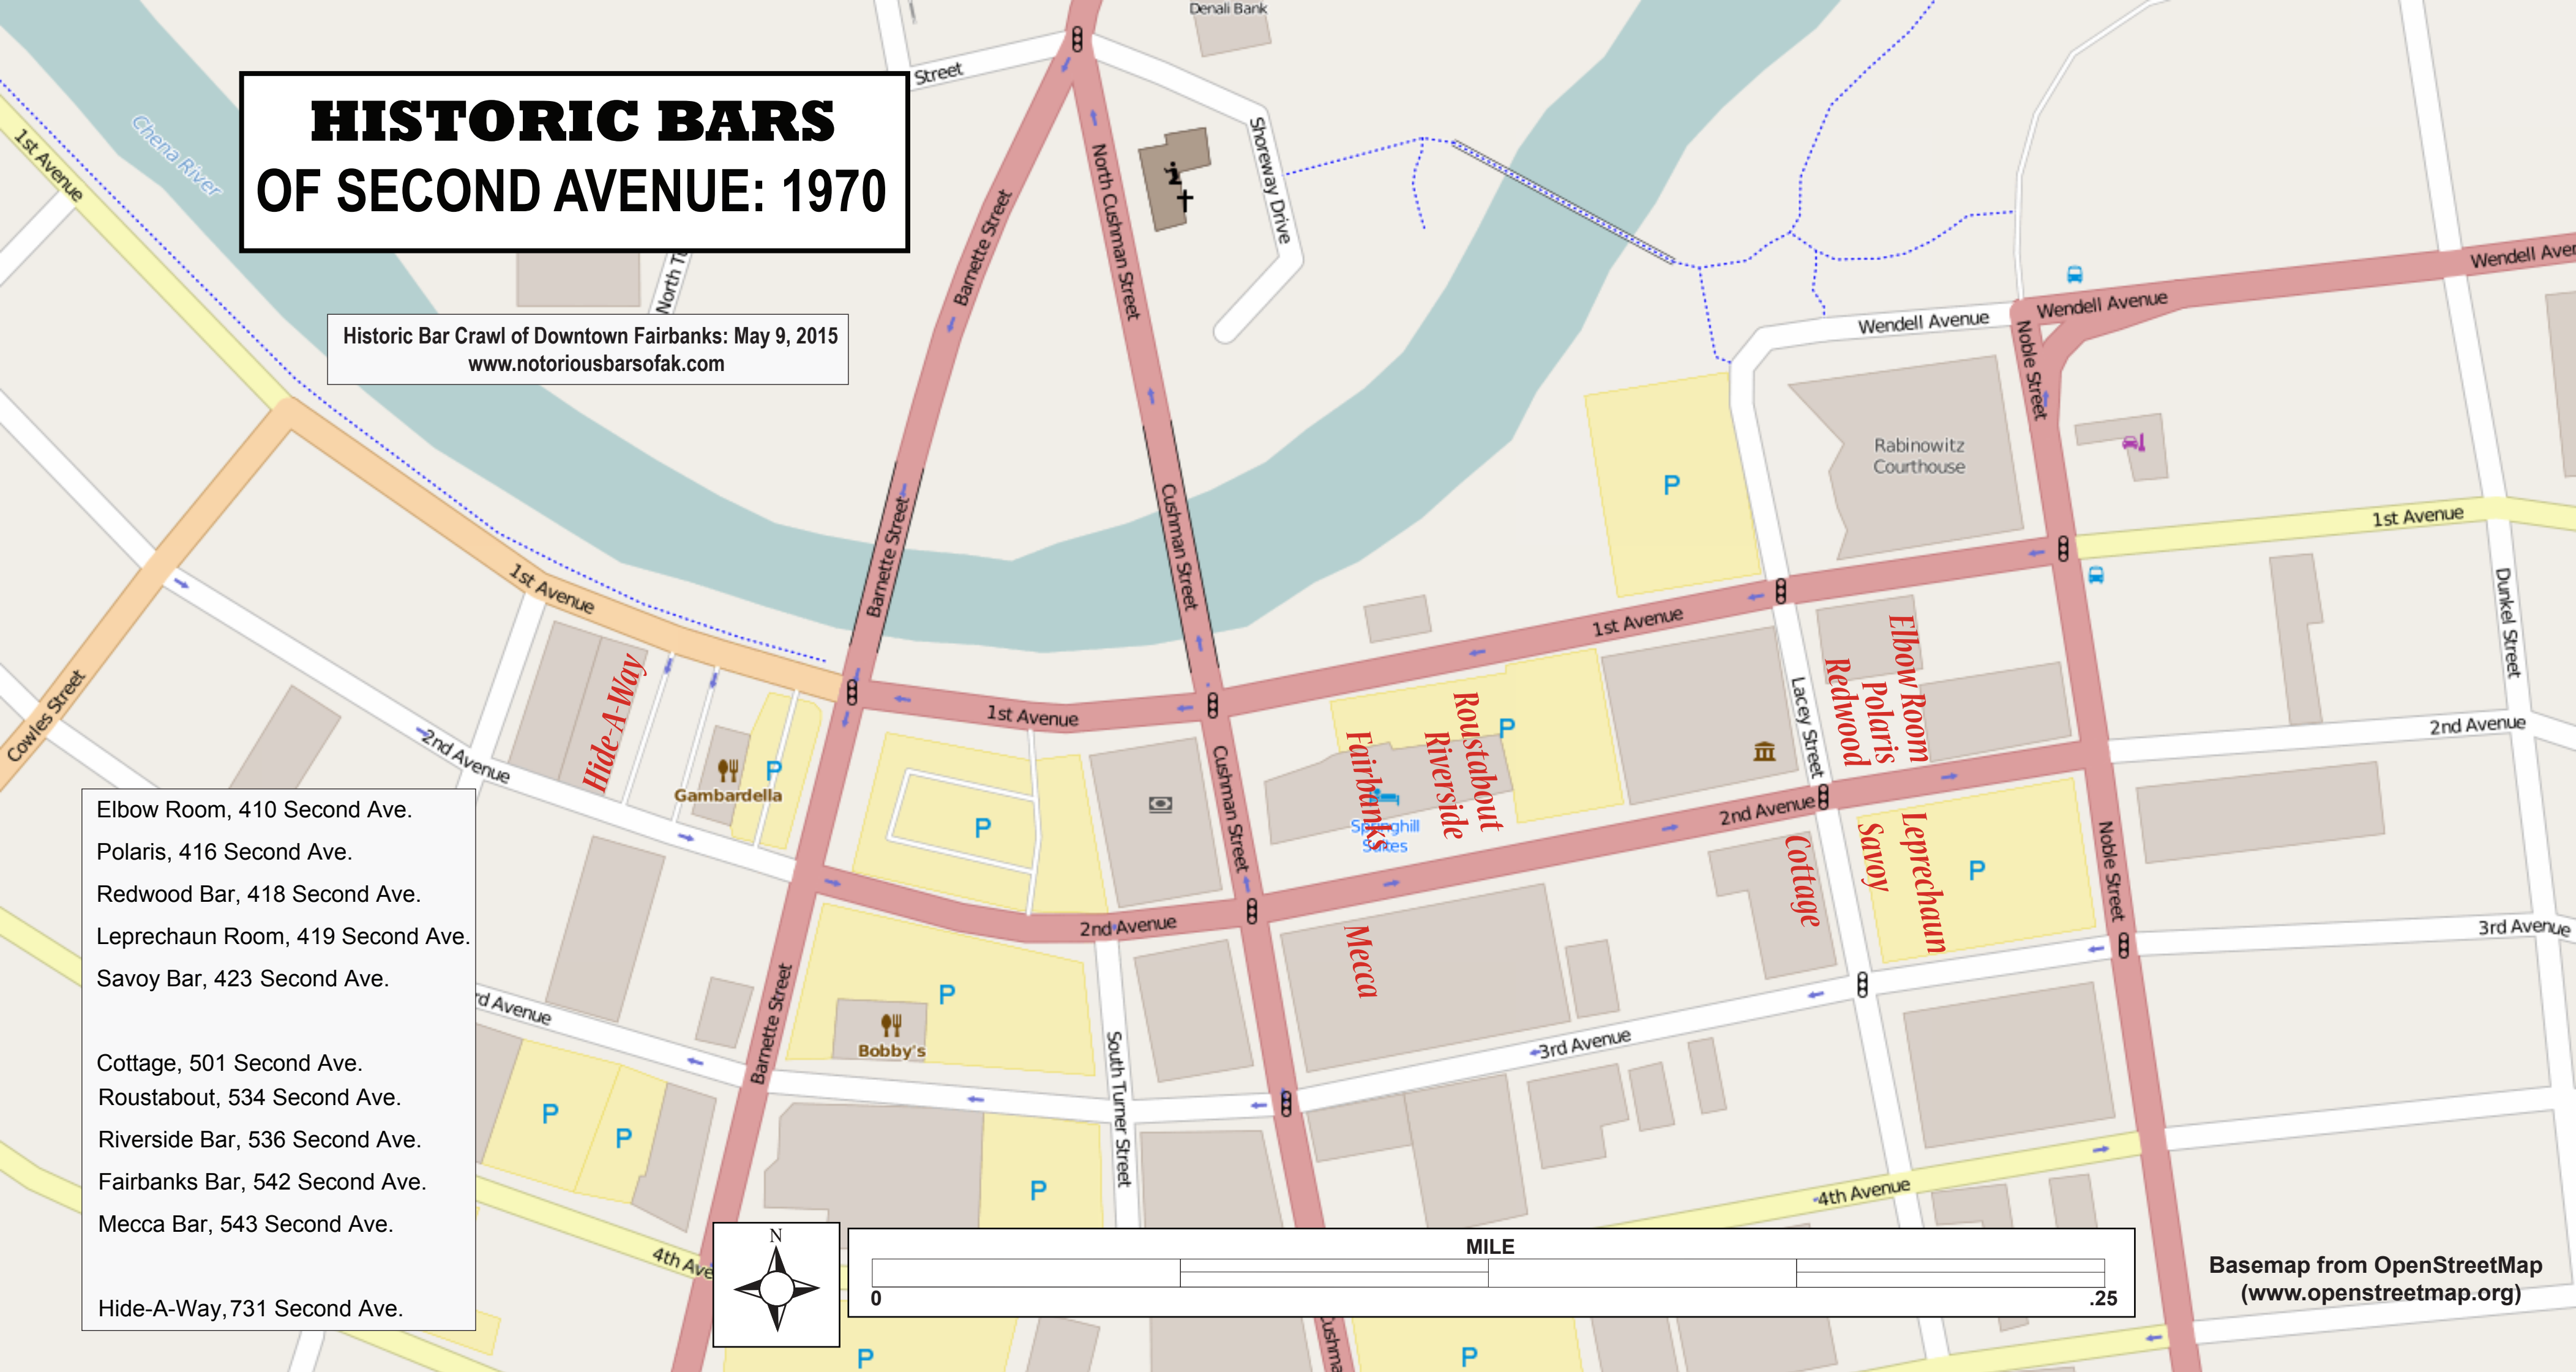 Denali Bank
Street
HISTORIC BARS
OF SECOND AVENUE: 1970
Chena River
1st Avenue
North Cushman Street
Shoreway Drive
Barnette Street
North
Historic Bar Crawl of Downtown Fairbanks: May 9, 2015
www.notoriousbarsofak.com
Wendell Avenue
Wendell Avenue
Wendell
Noble Street
Rabinowitz
Courthouse
P
Barnette Street
Cushman Street
1st Avenue
1st Avenue
1st Avenue
1st Avenue
Dunkel Street
Hide-A-Way
Elbow Room
Polaris
Redwood
Lacey Street
Cowles Street
2nd Avenue
Gambardella
P
P
Cushman Street
Fairbanks
Riverside
Roustabout
P
Springhill
Suites
2nd Avenue
2nd Avenue
2nd Avenue
Noble Street
Mecca
Cottage
Savoy
Leprechaun
P
3rd Avenue
Elbow Room, 410 Second Ave.
Polaris, 416 Second Ave.
Redwood Bar, 418 Second Ave.
Leprechaun Room, 419 Second Ave.
Savoy Bar, 423 Second Ave.
Cottage, 501 Second Ave.
Roustabout, 534 Second Ave.
Riverside Bar, 536 Second Ave.
Fairbanks Bar, 542 Second Ave.
Mecca Bar, 543 Second Ave.
Hide-A-Way,731 Second Ave.
rd Avenue
Barnette Street
P
Bobby's
South Turner Street
3rd Avenue
P
P
P
4th Avenue
4th Ave
N
MILE
0
.25
Cushma
P
P
Basemap from OpenStreetMap
(www.openstreetmap.org)